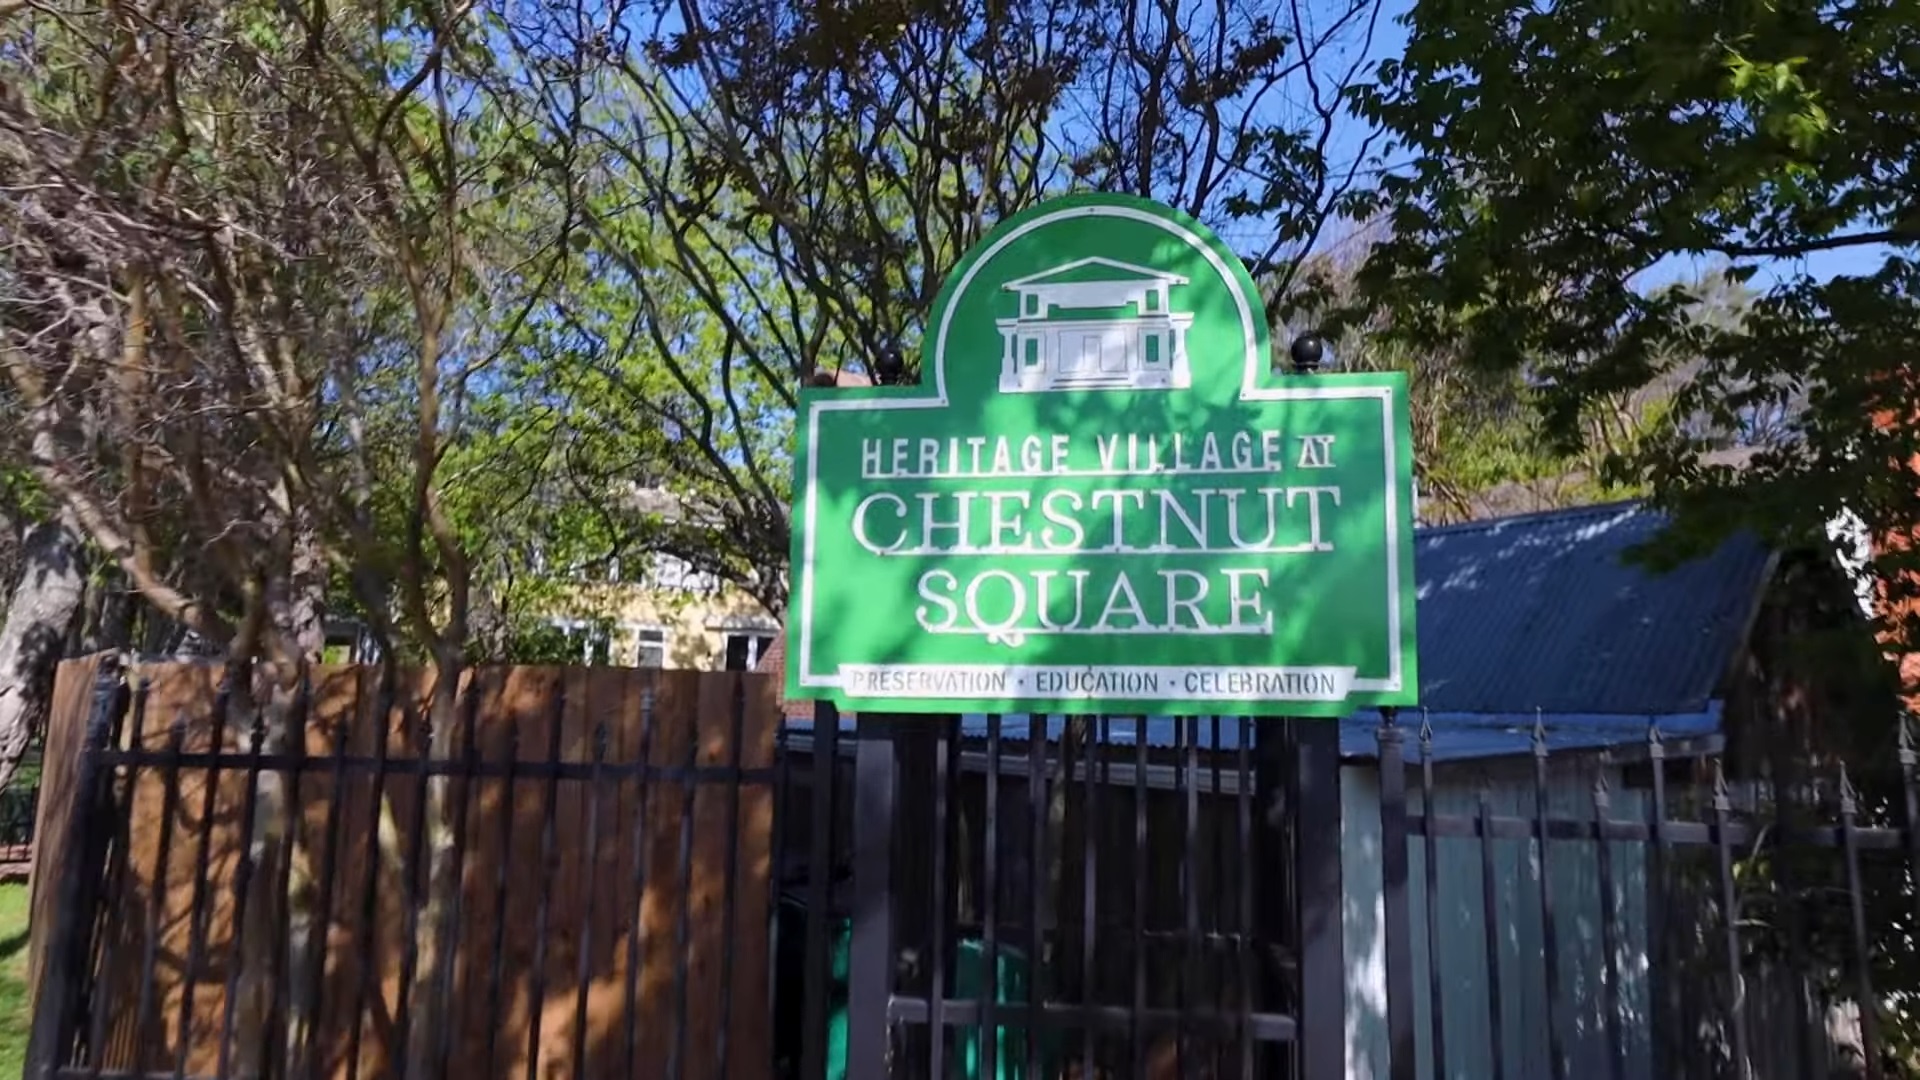 HERITAGE VILLAGE AT
CHESTNUT
SQUARE
PRESERVATION · EDUCATION · CELEBRATION